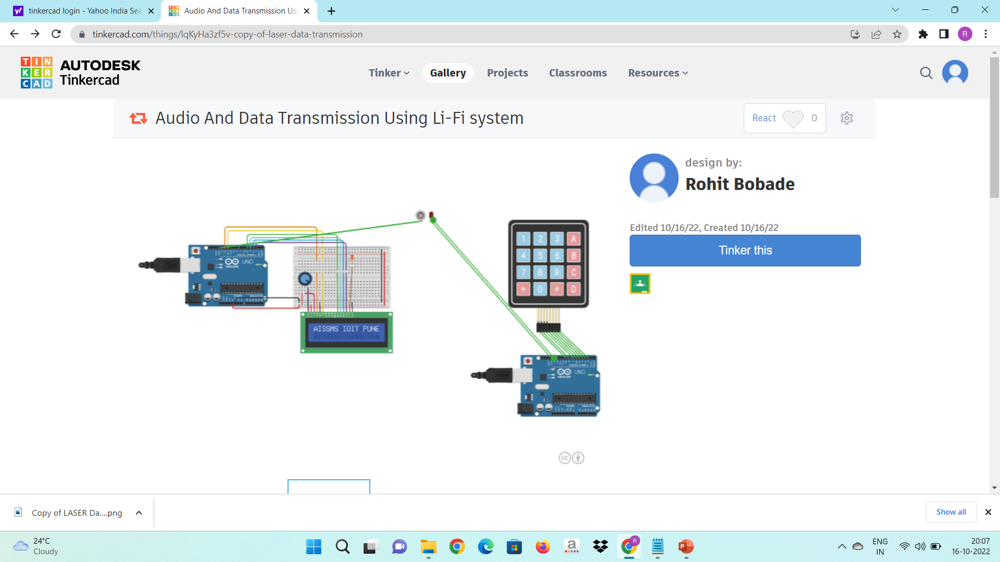 tinkercad login - Yahoo India Sea
Audio And Data Transmission Usi
tinkercad.com/things/lqKyHa3zf5v-copy-of-laser-data-transmission
R
TIN
KER
CAD
AUTODESK
Tinkercad
Tinker
Gallery
Projects
Classrooms
Resources
Audio And Data Transmission Using Li-Fi system
React 0
design by:
Rohit Bobade
Edited 10/16/22, Created 10/16/22
Tinker this
1 2 3 A
4 5 6 B
7 8 9 C
* 0 # D
UNO
AISSMS IOIT PUNE
UNO
cc
Copy of LASER Da....png
Show all
24°C
Cloudy
ENG
IN
20:07
16-10-2022